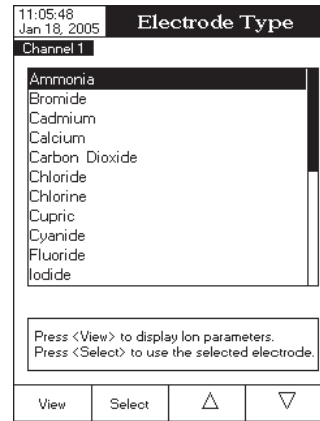 11:05:48
Jan 18, 2005
Electrode Type
Channel 1
Ammonia
Bromide
Cadmium
Calcium
Carbon Dioxide
Chloride
Chlorine
Cupric
Cyanide
Fluoride
Iodide
Press <View> to display Ion parameters.
Press <Select> to use the selected electrode.
View
Select
△
▽